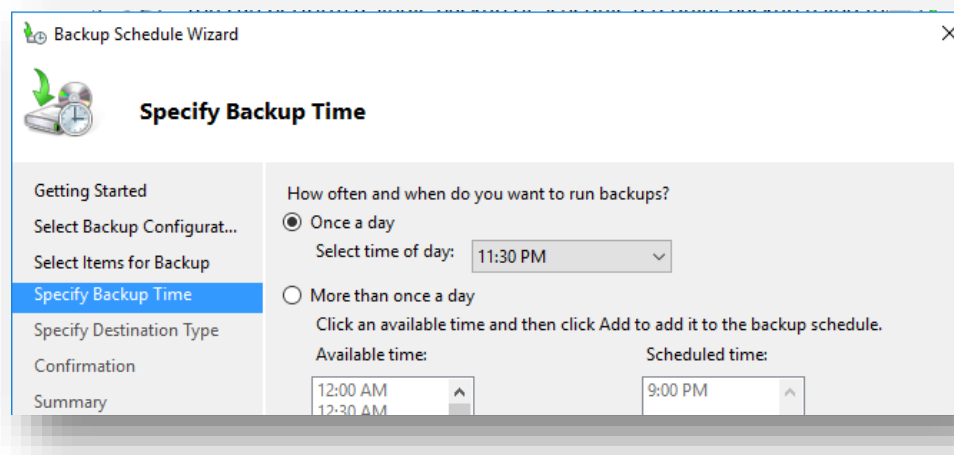 Backup Schedule Wizard
Specify Backup Time
Getting Started
Select Backup Configurat...
Select Items for Backup
Specify Backup Time
Specify Destination Type
Confirmation
Summary
How often and when do you want to run backups?
Once a day
Select time of day: 11:30 PM
More than once a day
Click an available time and then click Add to add it to the backup schedule.
Available time: Scheduled time:
12:00 AM 9:00 PM
12:30 AM